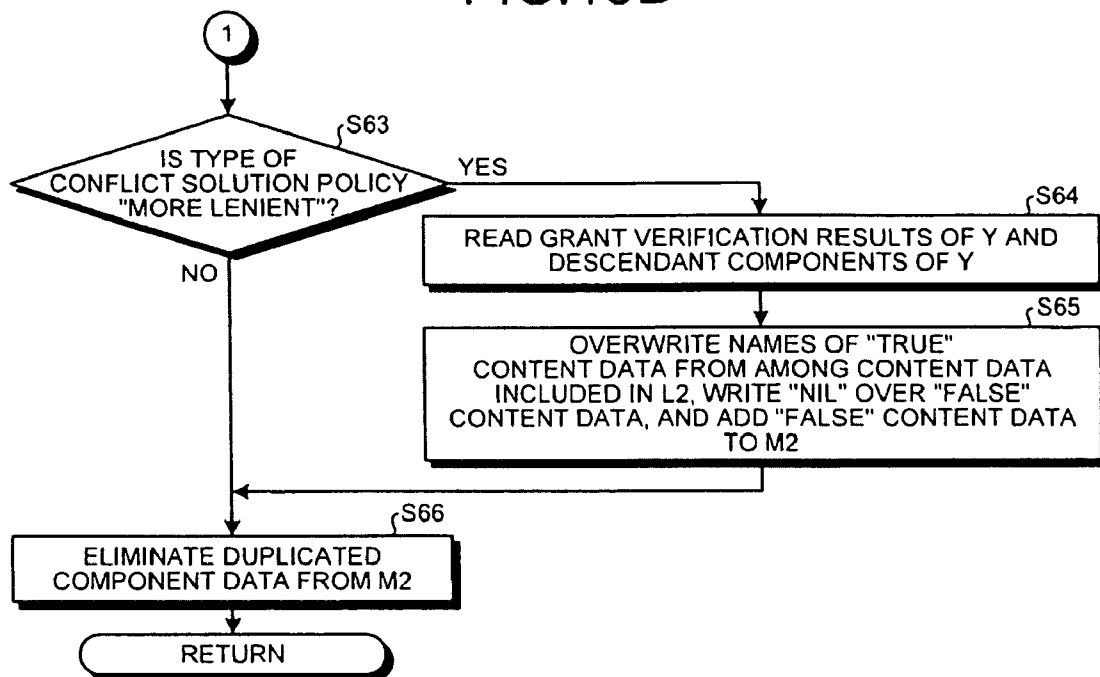 1
S63
IS TYPE OF
CONFLICT SOLUTION POLICY
"MORE LENIENT"?
YES
NO
S64
READ GRANT VERIFICATION RESULTS OF Y AND
DESCENDANT COMPONENTS OF Y
S65
OVERWRITE NAMES OF "TRUE"
CONTENT DATA FROM AMONG CONTENT DATA
INCLUDED IN L2, WRITE "NIL" OVER "FALSE"
CONTENT DATA, AND ADD "FALSE" CONTENT DATA
TO M2
S66
ELIMINATE DUPLICATED
COMPONENT DATA FROM M2
RETURN